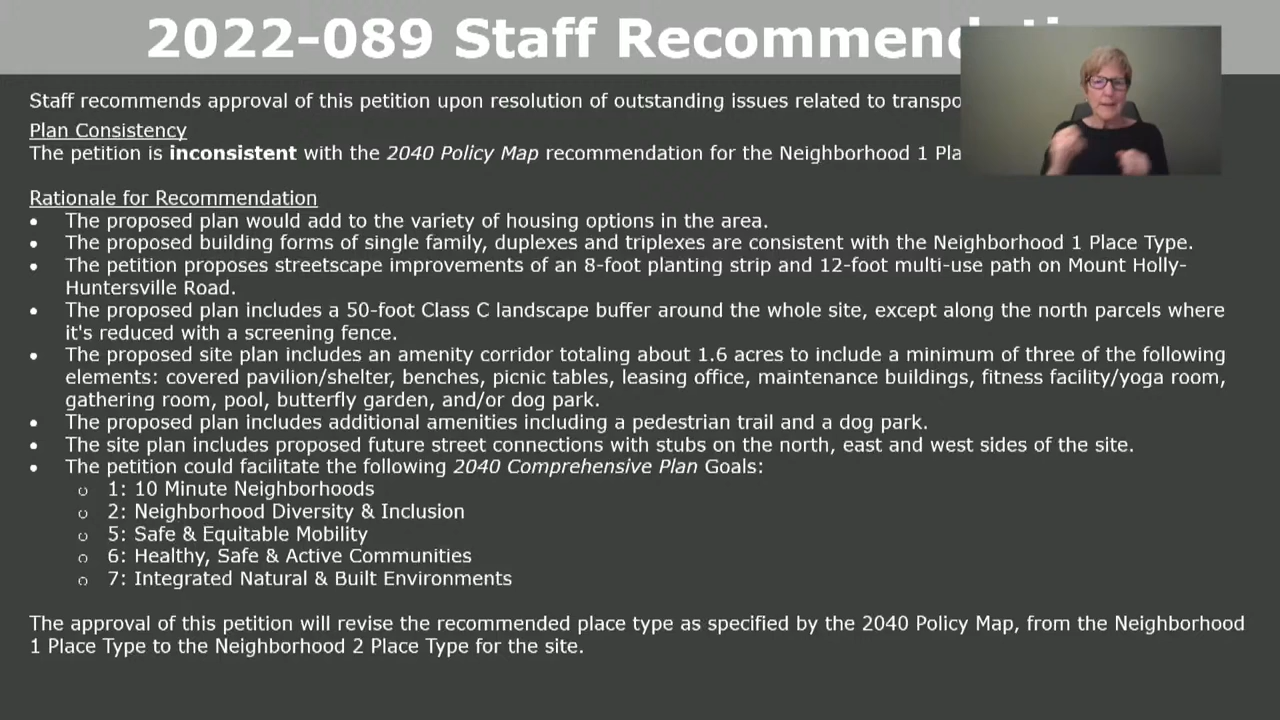 2022-089 Staff Recommendati
Staff recommends approval of this petition upon resolution of outstanding issues related to transpo
Plan Consistency
The petition is inconsistent with the 2040 Policy Map recommendation for the Neighborhood 1 Pla
Rationale for Recommendation
• The proposed plan would add to the variety of housing options in the area.
• The proposed building forms of single family, duplexes and triplexes are consistent with the Neighborhood 1 Place Type.
• The petition proposes streetscape improvements of an 8-foot planting strip and 12-foot multi-use path on Mount Holly-
Huntersville Road.
• The proposed plan includes a 50-foot Class C landscape buffer around the whole site, except along the north parcels where
it's reduced with a screening fence.
• The proposed site plan includes an amenity corridor totaling about 1.6 acres to include a minimum of three of the following
elements: covered pavilion/shelter, benches, picnic tables, leasing office, maintenance buildings, fitness facility/yoga room,
gathering room, pool, butterfly garden, and/or dog park.
• The proposed plan includes additional amenities including a pedestrian trail and a dog park.
• The site plan includes proposed future street connections with stubs on the north, east and west sides of the site.
• The petition could facilitate the following 2040 Comprehensive Plan Goals:
o 1: 10 Minute Neighborhoods
o 2: Neighborhood Diversity & Inclusion
o 5: Safe & Equitable Mobility
o 6: Healthy, Safe & Active Communities
o 7: Integrated Natural & Built Environments
The approval of this petition will revise the recommended place type as specified by the 2040 Policy Map, from the Neighborhood
1 Place Type to the Neighborhood 2 Place Type for the site.